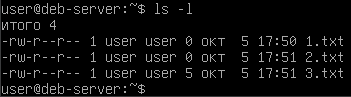 user@deb-server:~$ ls -l
итого 4
-rw-r--r-- 1 user user 0 окт  5 17:50 1.txt
-rw-r--r-- 1 user user 0 окт  5 17:51 2.txt
-rw-r--r-- 1 user user 5 окт  5 17:51 3.txt
user@deb-server:~$